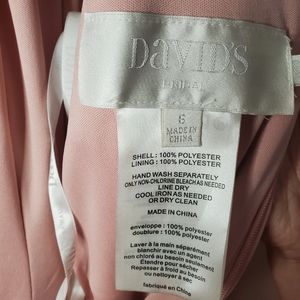 DAVID'S
BRIDAL
6
MADE IN
CHINA
SHELL : 100% POLYESTER
LINING : 100% POLYESTER
HAND WASH SEPARATELY
ONLY NON-CHLORINE BLEACH AS NEEDED
LINE DRY
COOL IRON AS NEEDED
OR DRY CLEAN
MADE IN CHINA
enveloppe : 100% polyester
doublure : 100% polyester
Laver à la main séparément
blanchir avec un agent
non chloré au besoin seulement
Étendre pour sécher
Repasser à froid au besoin
ou nettoyer à sec
fabriqué en Chine